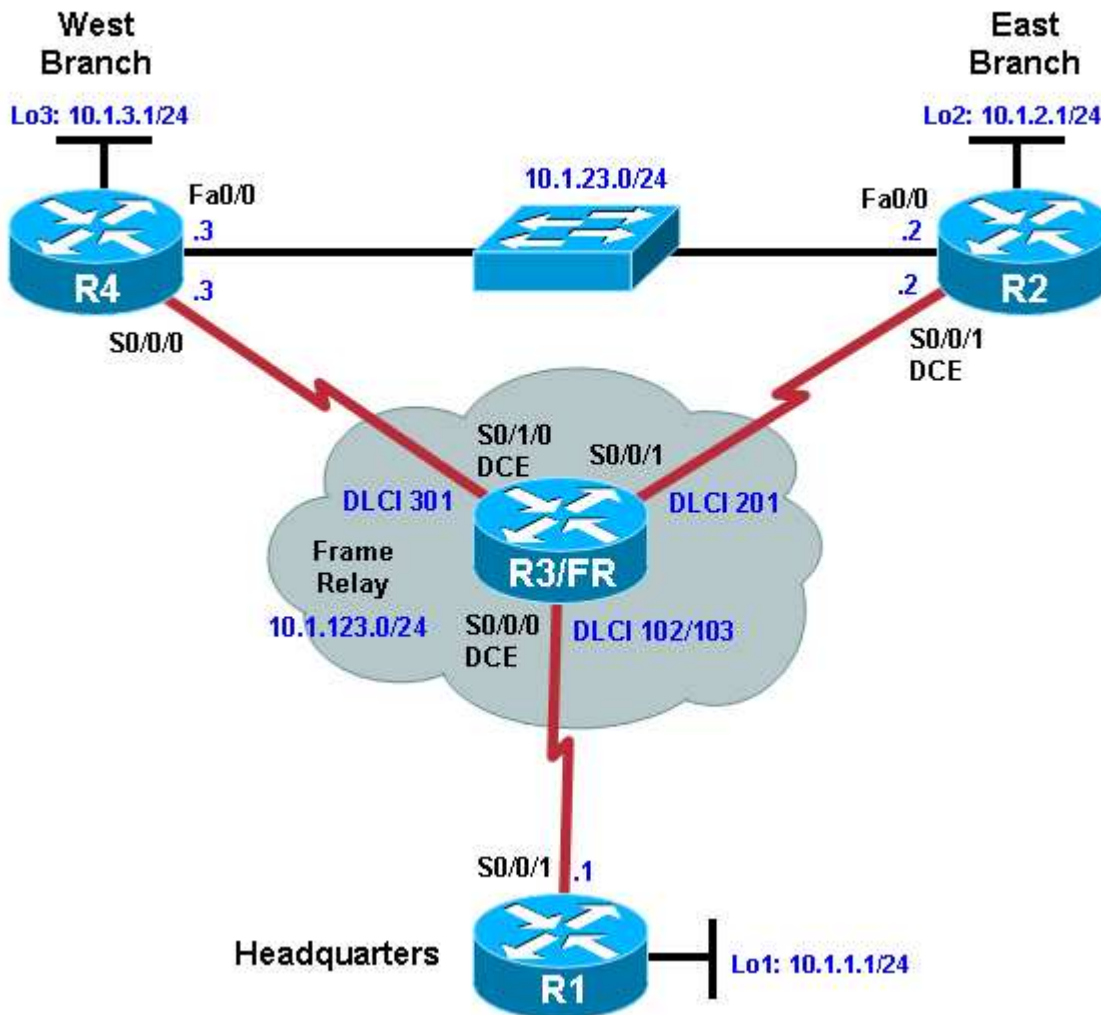 West
Branch
East
Branch
Lo3: 10.1.3.1/24
Lo2: 10.1.2.1/24
10.1.23.0/24
Fa0/0
Fa0/0
.3
.2
R4
R2
.3
.2
S0/0/0
S0/0/1
DCE
S0/1/0
DCE
S0/0/1
DLCI 301
DLCI 201
R3/FR
Frame
Relay
10.1.123.0/24
S0/0/0
DCE
DLCI 102/103
S0/0/1
.1
Headquarters
R1
Lo1: 10.1.1.1/24